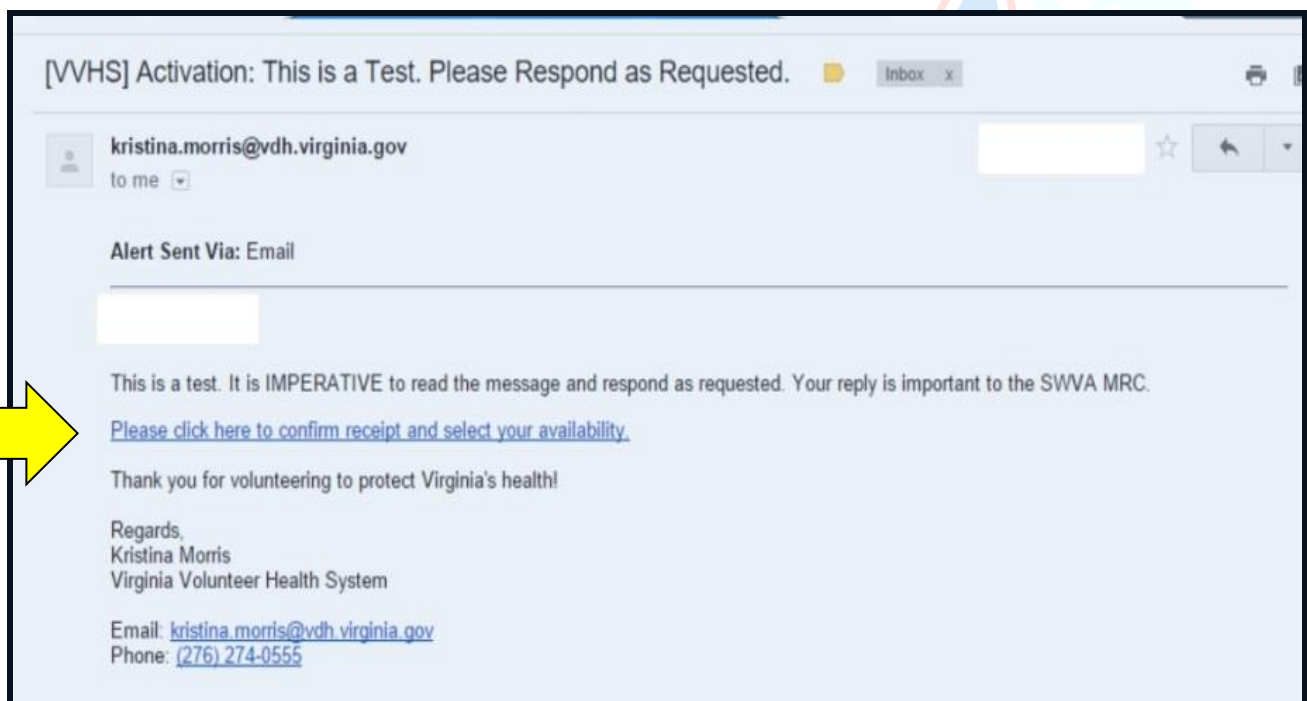 [VVHS] Activation: This is a Test. Please Respond as Requested. Inbox x
kristina.morris@vdh.virginia.gov
to me
Alert Sent Via: Email
This is a test. It is IMPERATIVE to read the message and respond as requested. Your reply is important to the SWVA MRC.
Please click here to confirm receipt and select your availability.
Thank you for volunteering to protect Virginia's health!
Regards,
Kristina Morris
Virginia Volunteer Health System
Email: kristina.morris@vdh.virginia.gov
Phone: (276) 274-0555